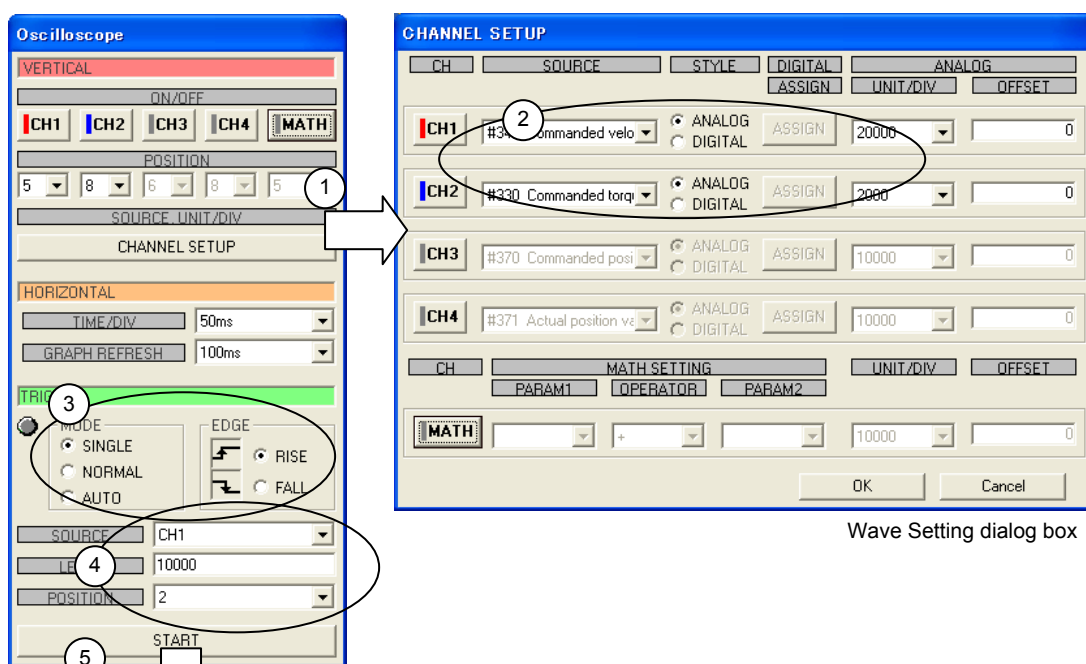 Oscilloscope
VERTICAL
ON/OFF
CH1 CH2 CH3 CH4 MATH
POSITION
5 8 6 8 5
1
SOURCE, UNIT/DIV
CHANNEL SETUP
HORIZONTAL
TIME/DIV 50ms
GRAPH REFRESH 100ms
3
MODE EDGE
SINGLE
NORMAL
AUTO
RISE
FALL
SOURCE CH1
4 10000
POSITION 2
START
5
CHANNEL SETUP
CH SOURCE STYLE DIGITAL ANALOG
ASSIGN UNIT/DIV OFFSET
2
CH1 ANALOG DIGITAL ASSIGN 20000 0
CH2 #330 Commanded torq ANALOG DIGITAL ASSIGN 2000 0
CH3 #370 Commanded posi ANALOG DIGITAL ASSIGN 10000 0
CH4 #371 Actual position va ANALOG DIGITAL ASSIGN 10000 0
CH MATH SETTING UNIT/DIV OFFSET
PARAM1 OPERATOR PARAM2
MATH + 10000 0
OK Cancel
Wave Setting dialog box